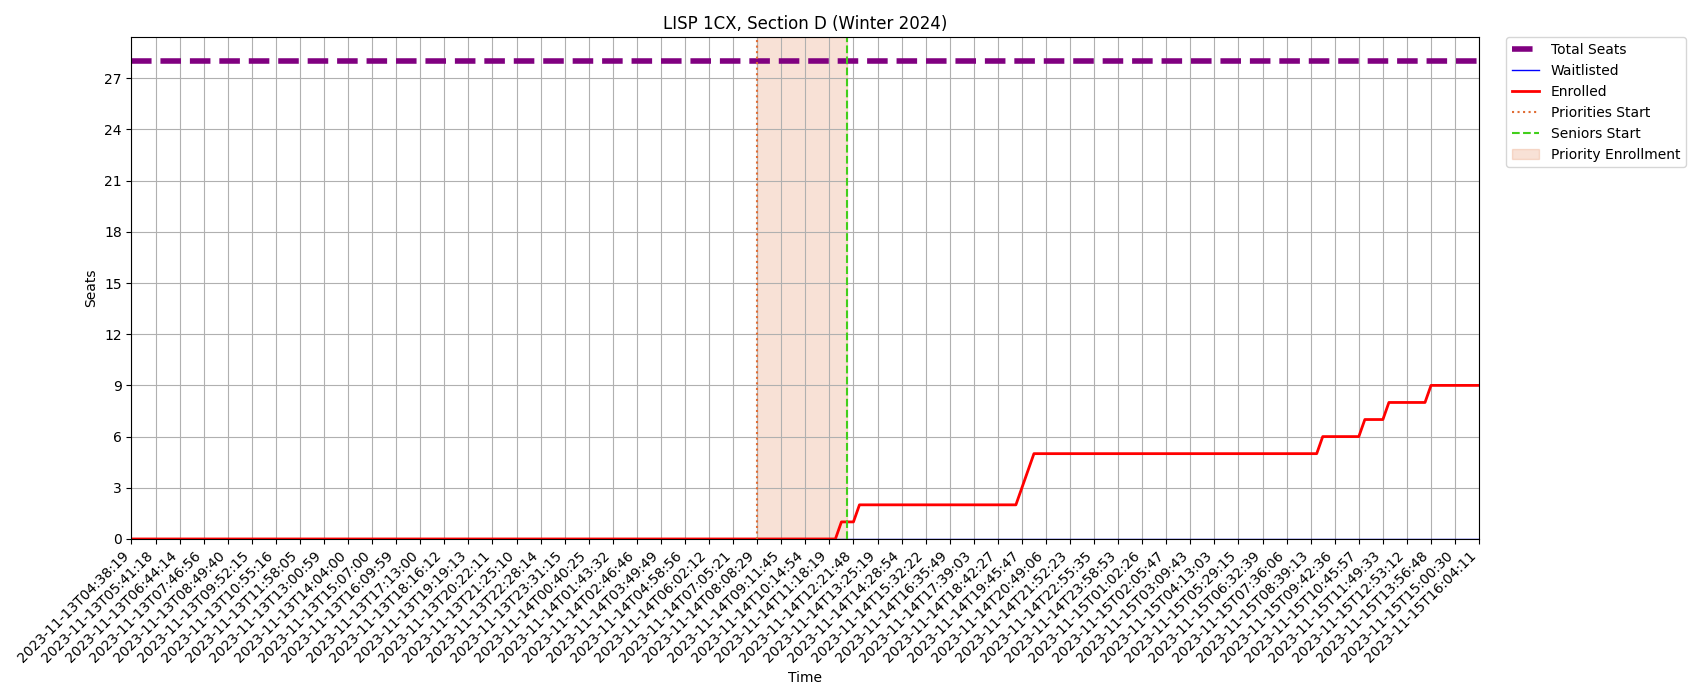 LISP 1CX, Section D (Winter 2024)
Total Seats
Waitlisted
Enrolled
Priorities Start
Seniors Start
Priority Enrollment
Seats
27
24
21
18
15
12
9
6
3
0
2023-11-13T04:38:19
2023-11-13T05:41:18
2023-11-13T06:44:14
2023-11-13T07:46:56
2023-11-13T08:49:40
2023-11-13T09:52:15
2023-11-13T10:55:16
2023-11-13T11:58:05
2023-11-13T13:00:59
2023-11-13T14:04:00
2023-11-13T15:07:00
2023-11-13T16:09:59
2023-11-13T17:13:00
2023-11-13T18:16:12
2023-11-13T19:19:13
2023-11-13T20:22:11
2023-11-13T21:25:10
2023-11-13T22:28:14
2023-11-13T23:31:15
2023-11-14T00:40:25
2023-11-14T01:43:32
2023-11-14T02:46:46
2023-11-14T03:49:49
2023-11-14T04:58:56
2023-11-14T06:02:12
2023-11-14T07:05:21
2023-11-14T08:08:29
2023-11-14T09:11:45
2023-11-14T10:14:54
2023-11-14T11:18:19
2023-11-14T12:21:48
2023-11-14T13:25:19
2023-11-14T14:28:54
2023-11-14T15:32:22
2023-11-14T16:35:49
2023-11-14T17:39:03
2023-11-14T18:42:27
2023-11-14T19:45:47
2023-11-14T20:49:06
2023-11-14T21:52:23
2023-11-14T22:55:35
2023-11-14T23:58:53
2023-11-15T01:02:26
2023-11-15T02:05:47
2023-11-15T03:09:43
2023-11-15T04:13:03
2023-11-15T05:29:15
2023-11-15T06:32:39
2023-11-15T07:36:06
2023-11-15T08:39:13
2023-11-15T09:42:36
2023-11-15T10:45:57
2023-11-15T11:49:33
2023-11-15T12:53:12
2023-11-15T13:56:48
2023-11-15T15:00:30
2023-11-15T16:04:11
Time